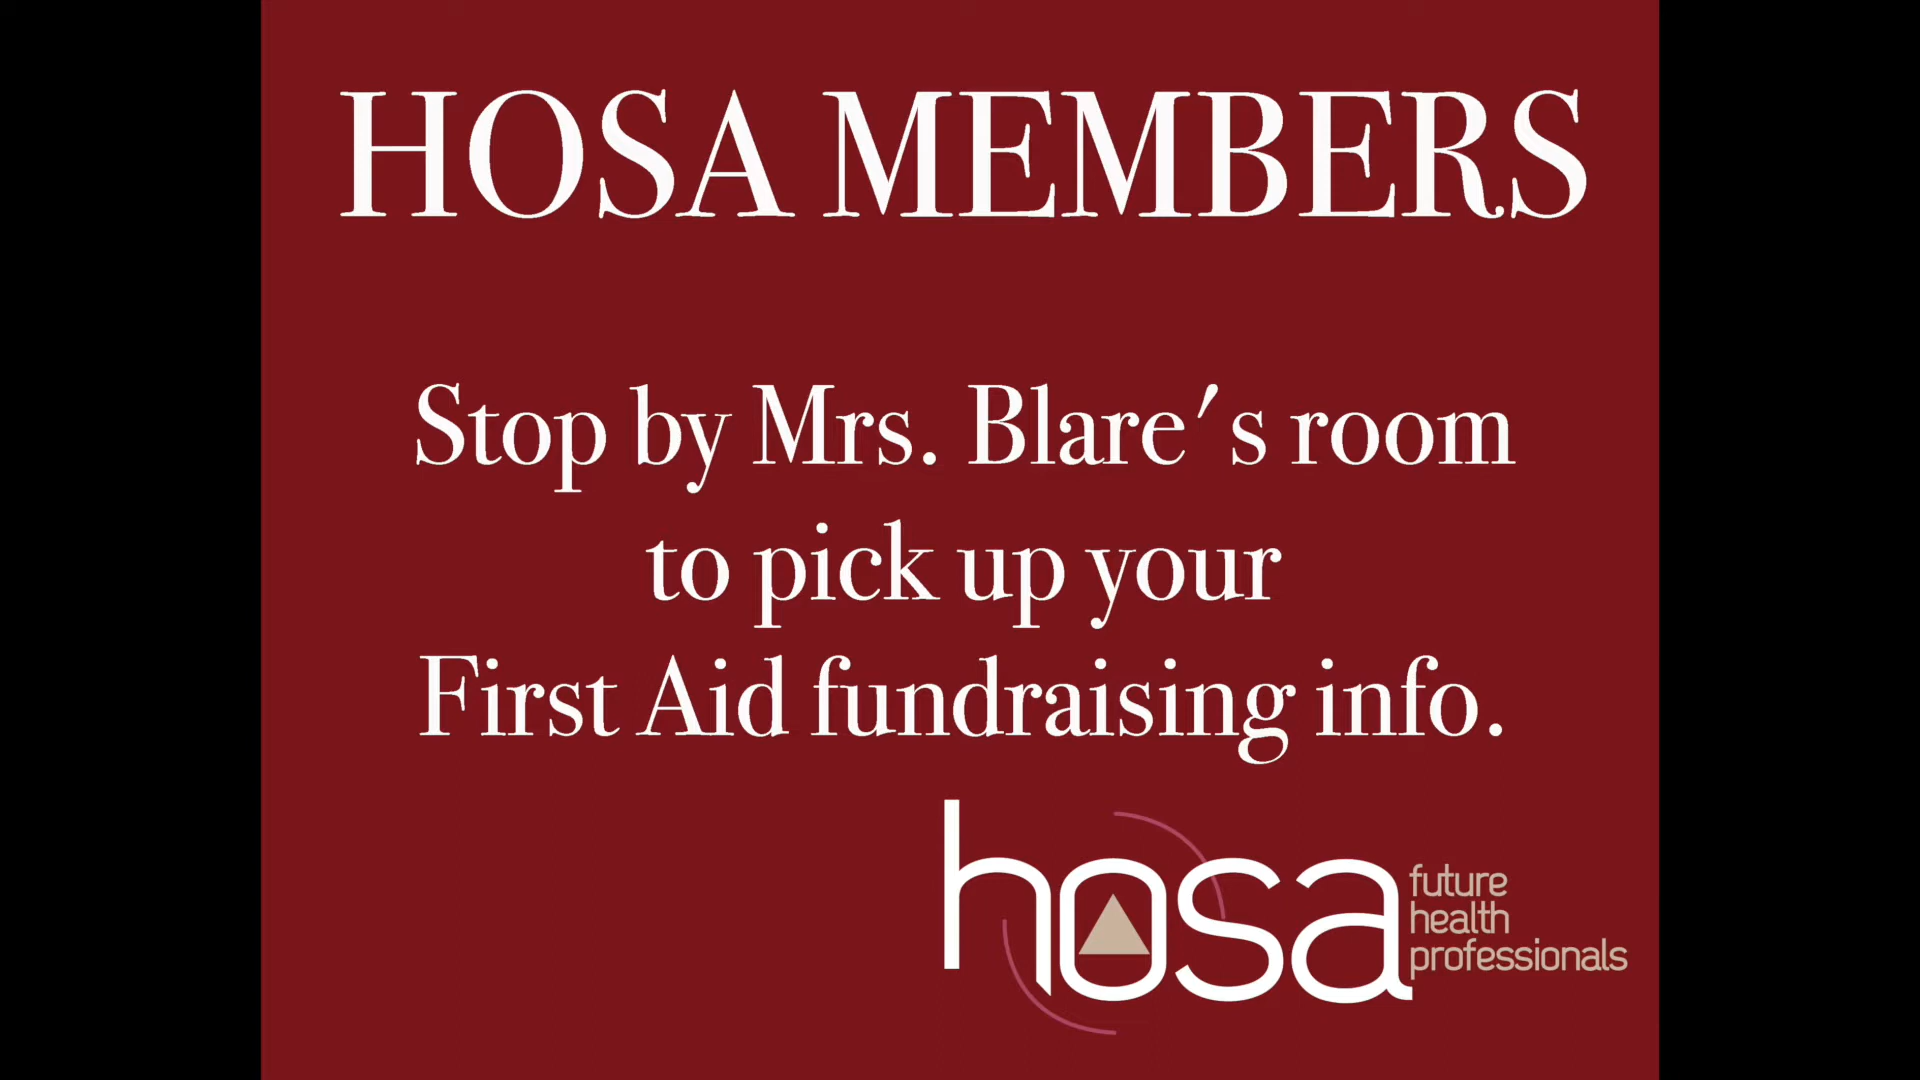 HOSA MEMBERS
Stop by Mrs. Blare's room
to pick up your
First Aid fundraising info.
hosa
future
health
professionals